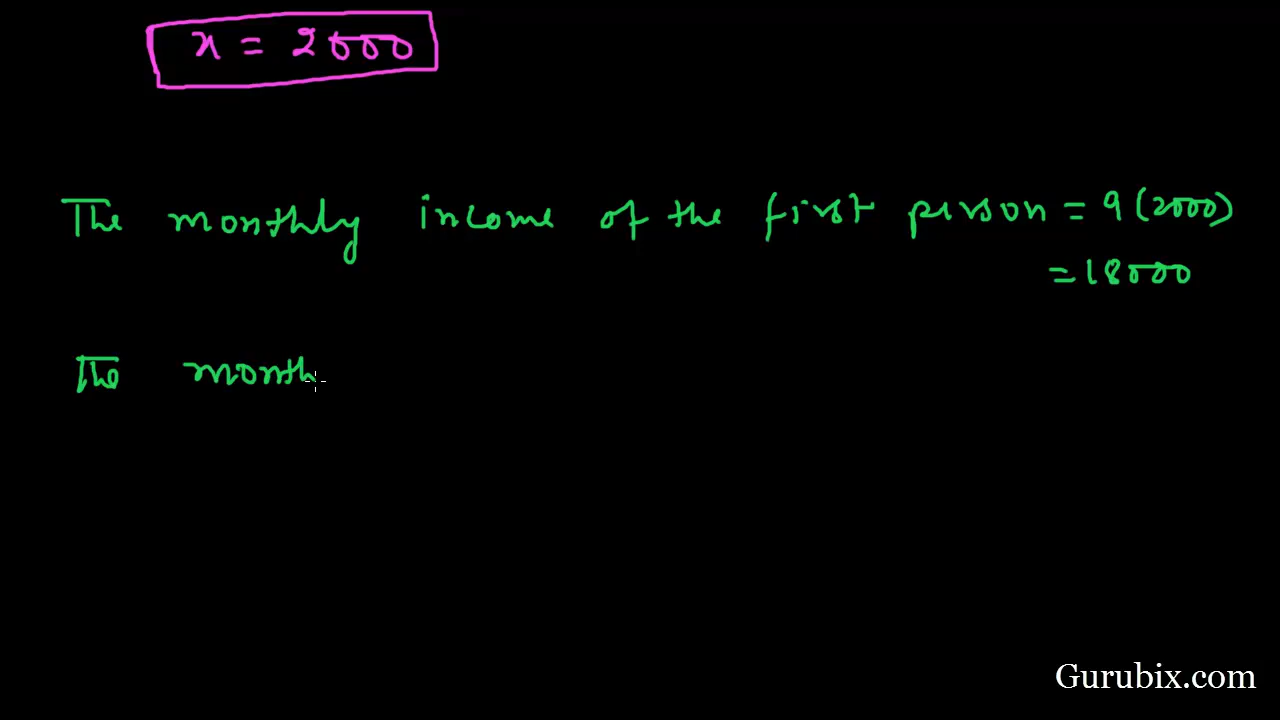 x = 2000
The monthly income of the first person = 9 (2000)
= 18000
The month
Gurubix.com